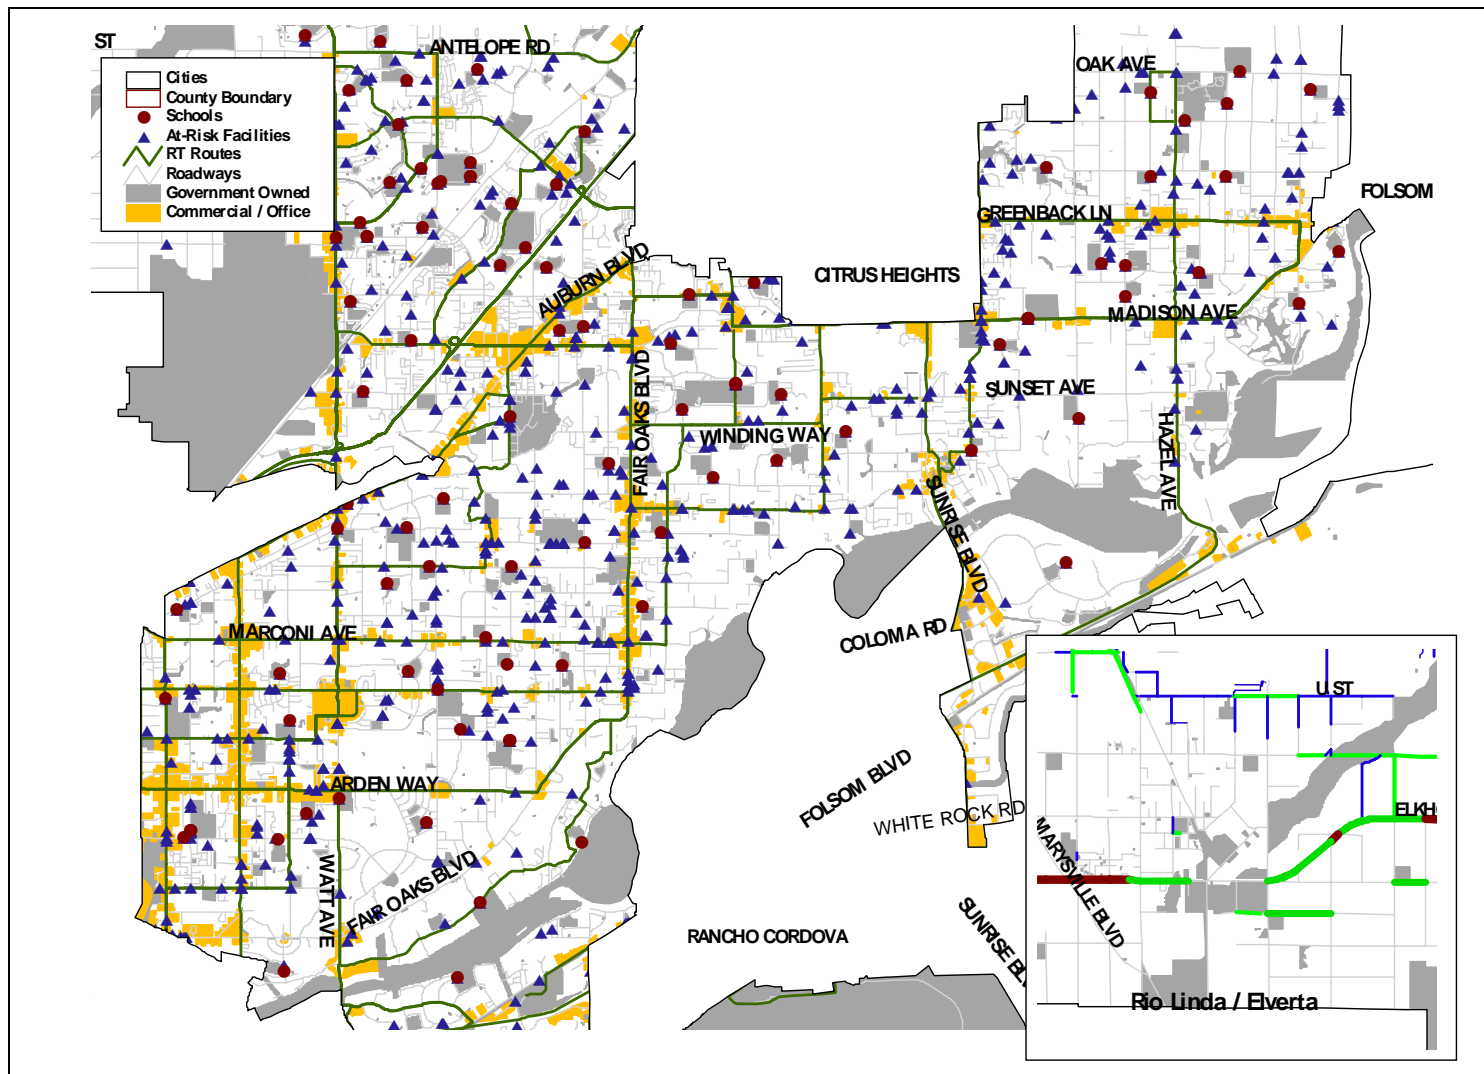 ST
ANTELOPE RD
OAK AVE
Cities
County Boundary
Schools
At-Risk Facilities
RT Routes
Roadways
Government Owned
Commercial / Office
FOLSOM
GREENBACK LN
AUBURN BLVD
CITRUS HEIGHTS
MADISON AVE
FAIR OAKS BLVD
SUNSET AVE
WINDING WAY
HAZEL AVE
SUNRISE BLVD
MARCONI AVE
COLOMA RD
U ST
ARDEN WAY
FOLSOM BLVD
WHITE ROCK RD
ELKH
MARYSVILLE BLVD
WATT AVE
FAIR OAKS BLVD
RANCHO CORDOVA
SUNRISE BLV
Rio Linda / Elverta